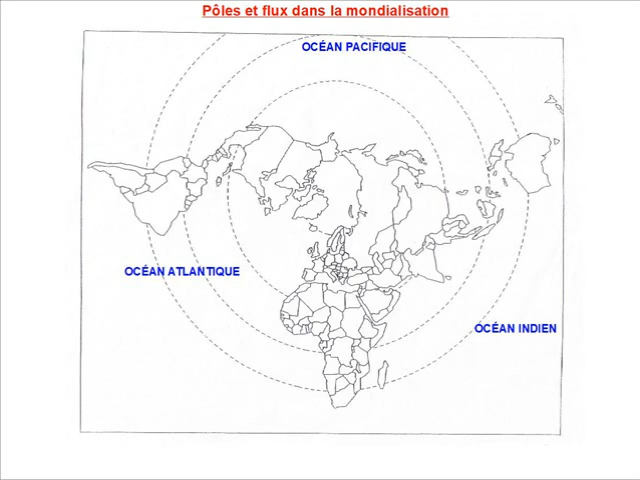 Pôles et flux dans la mondialisation
OCÉAN PACIFIQUE
OCÉAN ATLANTIQUE
OCÉAN INDIEN